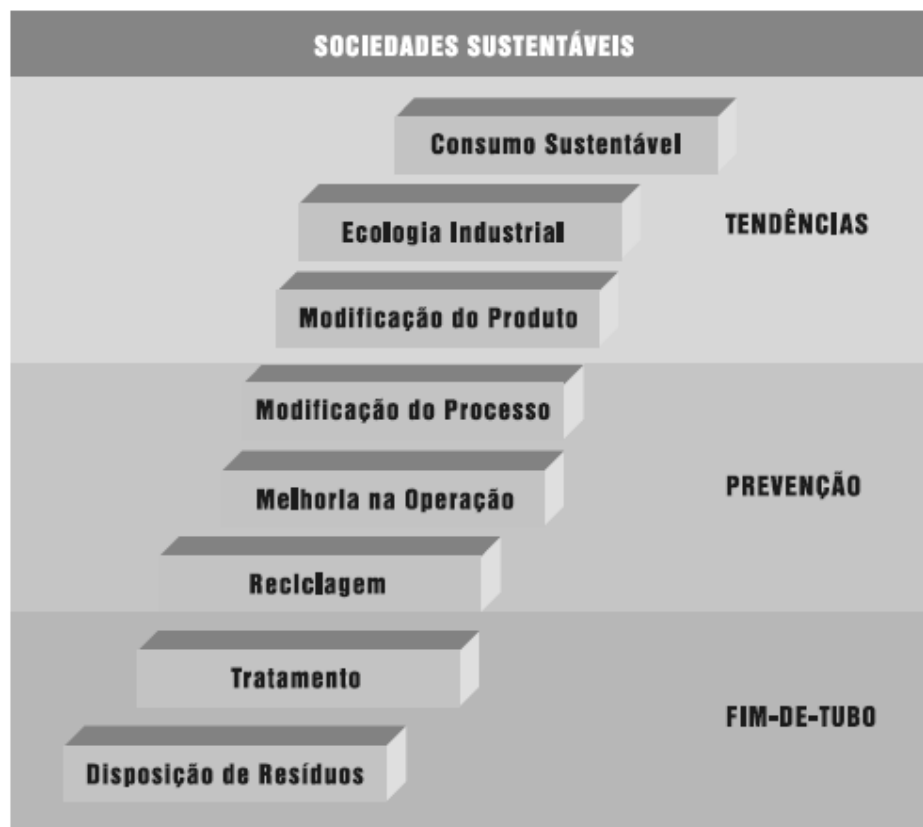 SOCIEDADES SUSTENTÁVEIS
Consumo Sustentável
Ecologia Industrial
TENDÊNCIAS
Modificação do Produto
Modificação do Processo
Melhoria na Operação
PREVENÇÃO
Reciclagem
Tratamento
FIM-DE-TUBO
Disposição de Resíduos